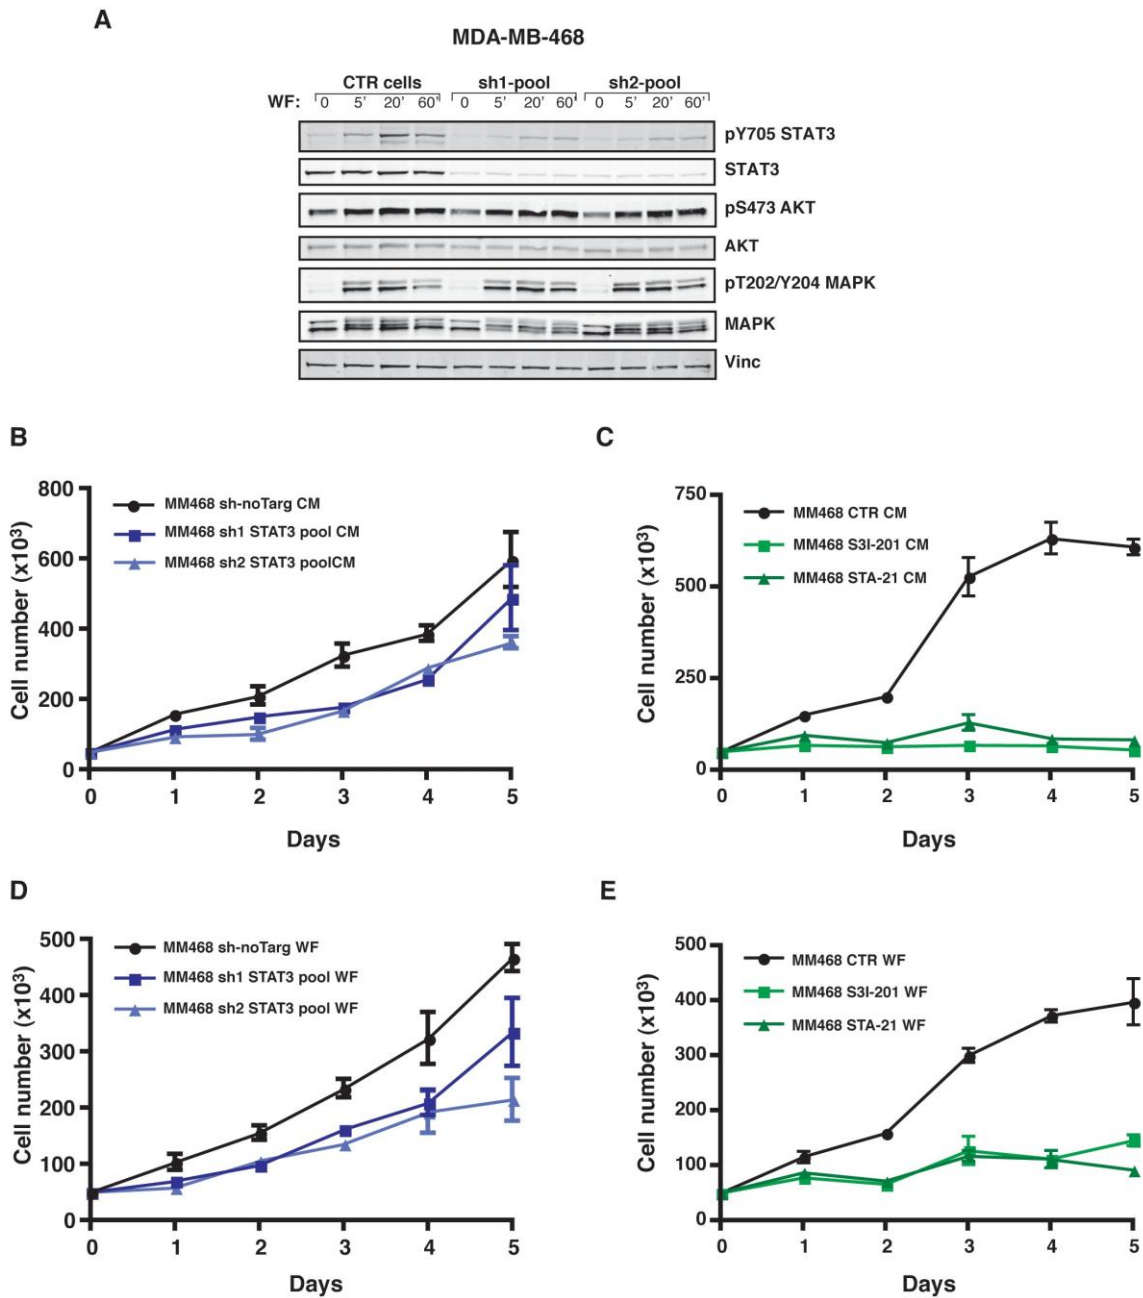 A
MDA-MB-468
CTR cells sh1-pool sh2-pool
WF: 0 5' 20' 60' 0 5' 20' 60' 0 5' 20' 60'
pY705 STAT3
STAT3
pS473 AKT
AKT
pT202/Y204 MAPK
MAPK
Vinc
B
800
600
400
200
0
Cell number (x10³)
MM468 sh-noTarg CM
MM468 sh1 STAT3 pool CM
MM468 sh2 STAT3 poolCM
0 1 2 3 4 5
Days
C
750
500
250
0
Cell number (x10³)
MM468 CTR CM
MM468 S3I-201 CM
MM468 STA-21 CM
0 1 2 3 4 5
Days
D
500
400
300
200
100
0
Cell number (x10³)
MM468 sh-noTarg WF
MM468 sh1 STAT3 pool WF
MM468 sh2 STAT3 pool WF
0 1 2 3 4 5
Days
E
500
400
300
200
100
0
Cell number (x10³)
MM468 CTR WF
MM468 S3I-201 WF
MM468 STA-21 WF
0 1 2 3 4 5
Days